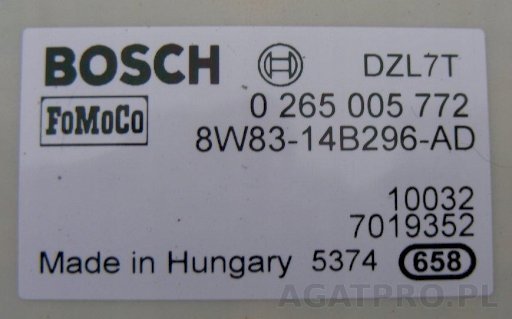 BOSCH DZL7T
FoMoCo 0 265 005 772
8W83-14B296-AD
10032
7019352
Made in Hungary 5374 658
AGATPRO.PL